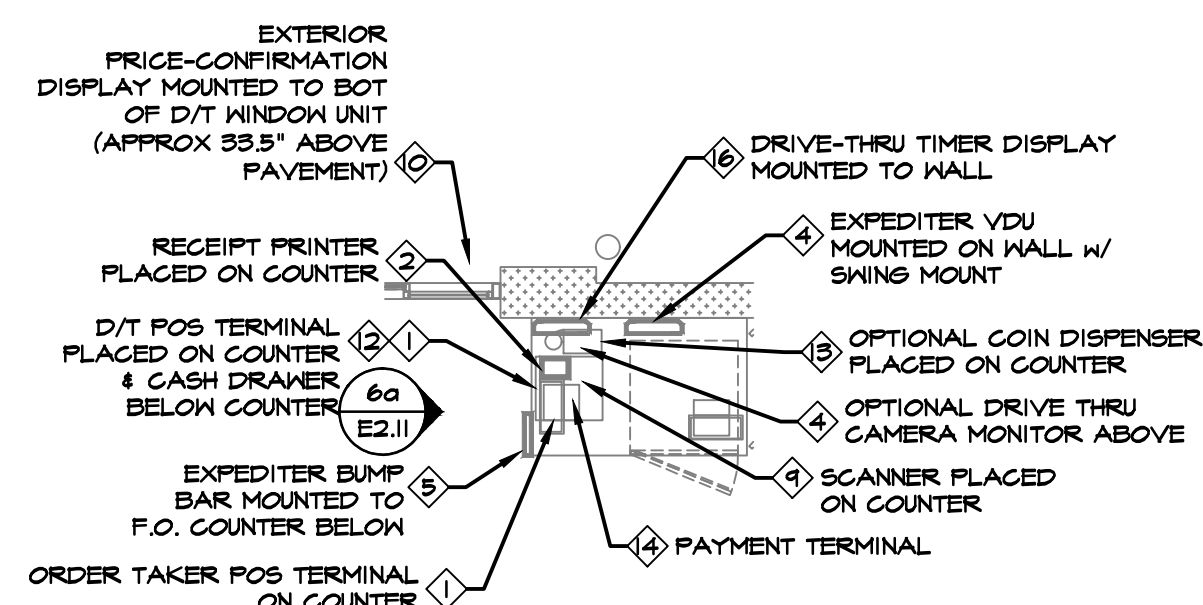 EXTERIOR
PRICE-CONFIRMATION
DISPLAY MOUNTED TO BOT
OF D/T WINDOW UNIT
(APPROX 33.5" ABOVE
PAVEMENT)
10
16
DRIVE-THRU TIMER DISPLAY
MOUNTED TO WALL
4
EXPEDITER VDU
MOUNTED ON WALL w/
SWING MOUNT
RECEIPT PRINTER
PLACED ON COUNTER
2
D/T POS TERMINAL
PLACED ON COUNTER
& CASH DRAWER
BELOW COUNTER
12
1
13
OPTIONAL COIN DISPENSER
PLACED ON COUNTER
6a
E2.11
4
OPTIONAL DRIVE THRU
CAMERA MONITOR ABOVE
EXPEDITER BUMP
BAR MOUNTED TO
F.O. COUNTER BELOW
5
9
SCANNER PLACED
ON COUNTER
14
PAYMENT TERMINAL
ORDER TAKER POS TERMINAL
ON COUNTER
1